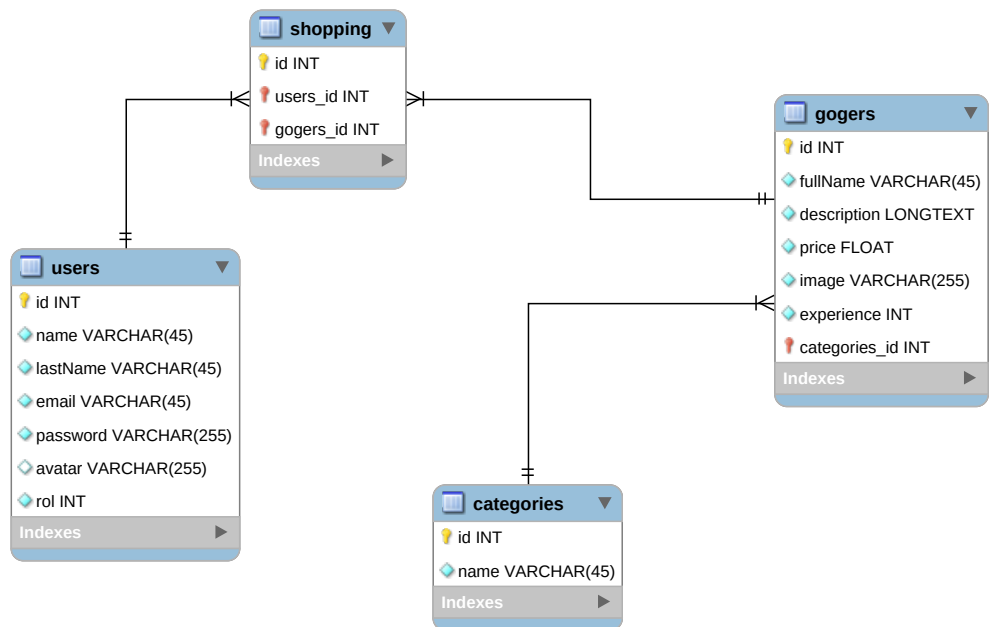 shopping
id INT
users_id INT
gogers_id INT
Indexes
gogers
id INT
fullName VARCHAR(45)
description LONGTEXT
price FLOAT
image VARCHAR(255)
experience INT
categories_id INT
Indexes
users
id INT
name VARCHAR(45)
lastName VARCHAR(45)
email VARCHAR(45)
password VARCHAR(255)
avatar VARCHAR(255)
rol INT
Indexes
categories
id INT
name VARCHAR(45)
Indexes